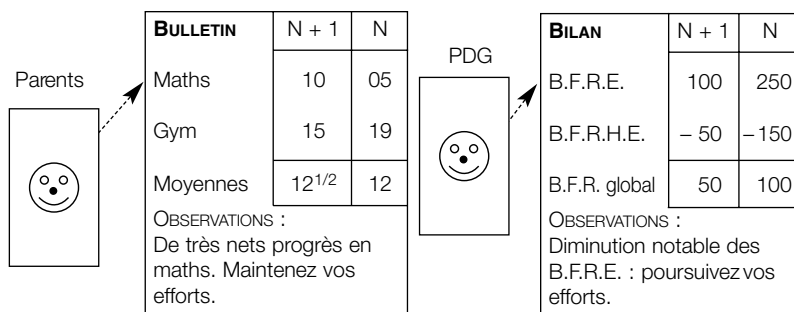 Parents
BULLETIN N + 1 N
Maths 10 05
Gym 15 19
Moyennes 12 1/2 12
OBSERVATIONS :
De très nets progrès en
maths. Maintenez vos
efforts.
PDG
BILAN N + 1 N
B.F.R.E. 100 250
B.F.R.H.E. – 50 –150
B.F.R. global 50 100
OBSERVATIONS :
Diminution notable des
B.F.R.E. : poursuivez vos
efforts.